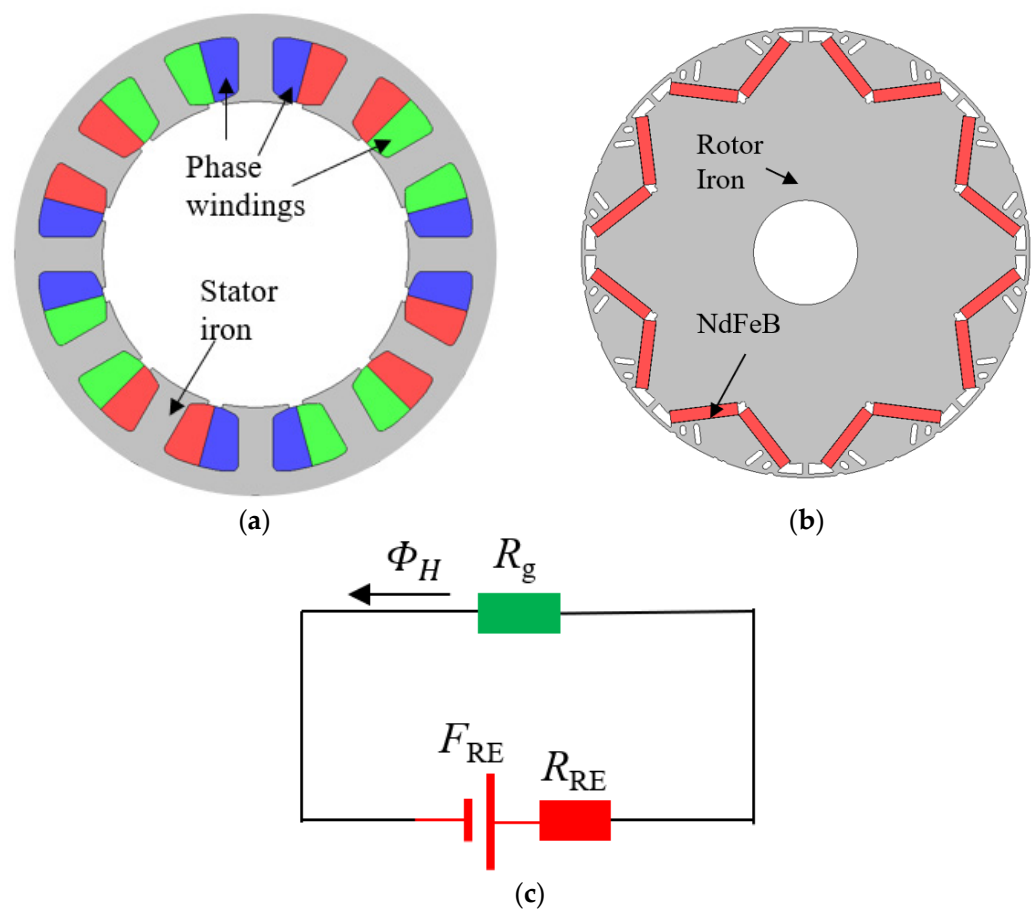 Phase
windings
Stator
iron
(a)
Rotor
Iron
NdFeB
(b)
Φ_H
R_g
F_RE
R_RE
(c)